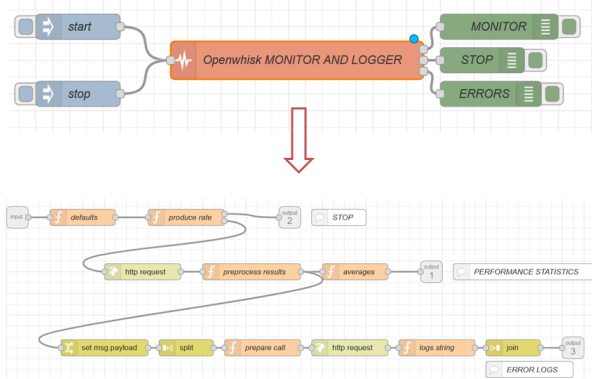 start
MONITOR
Openwhisk MONITOR AND LOGGER
STOP
stop
ERRORS
input
defaults
produce rate
output
2
STOP
http request
preprocess results
averages
output
1
PERFORMANCE STATISTICS
set msg.payload
split
prepare call
http request
logs string
join
output
3
ERROR LOGS